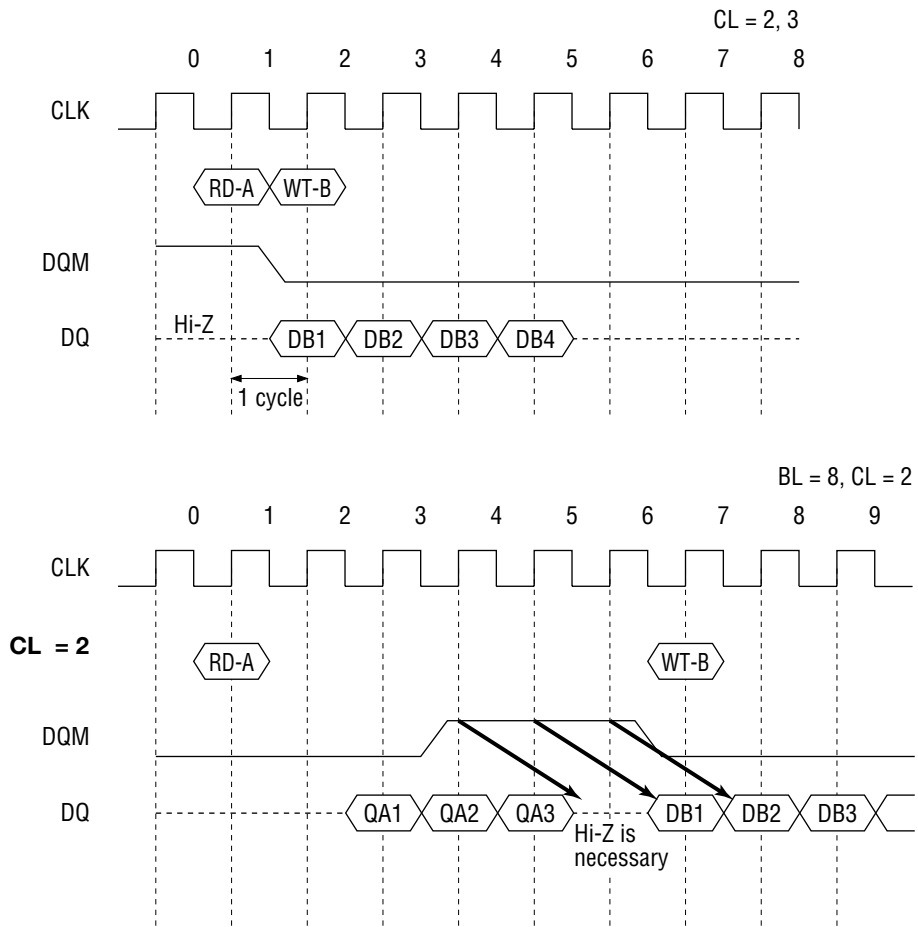 CL = 2, 3
0 1 2 3 4 5 6 7 8
CLK
RD-A WT-B
DQM
Hi-Z
DQ DB1 DB2 DB3 DB4
1 cycle
BL = 8, CL = 2
0 1 2 3 4 5 6 7 8 9
CLK
CL = 2
RD-A WT-B
DQM
DQ QA1 QA2 QA3 DB1 DB2 DB3
Hi-Z is
necessary